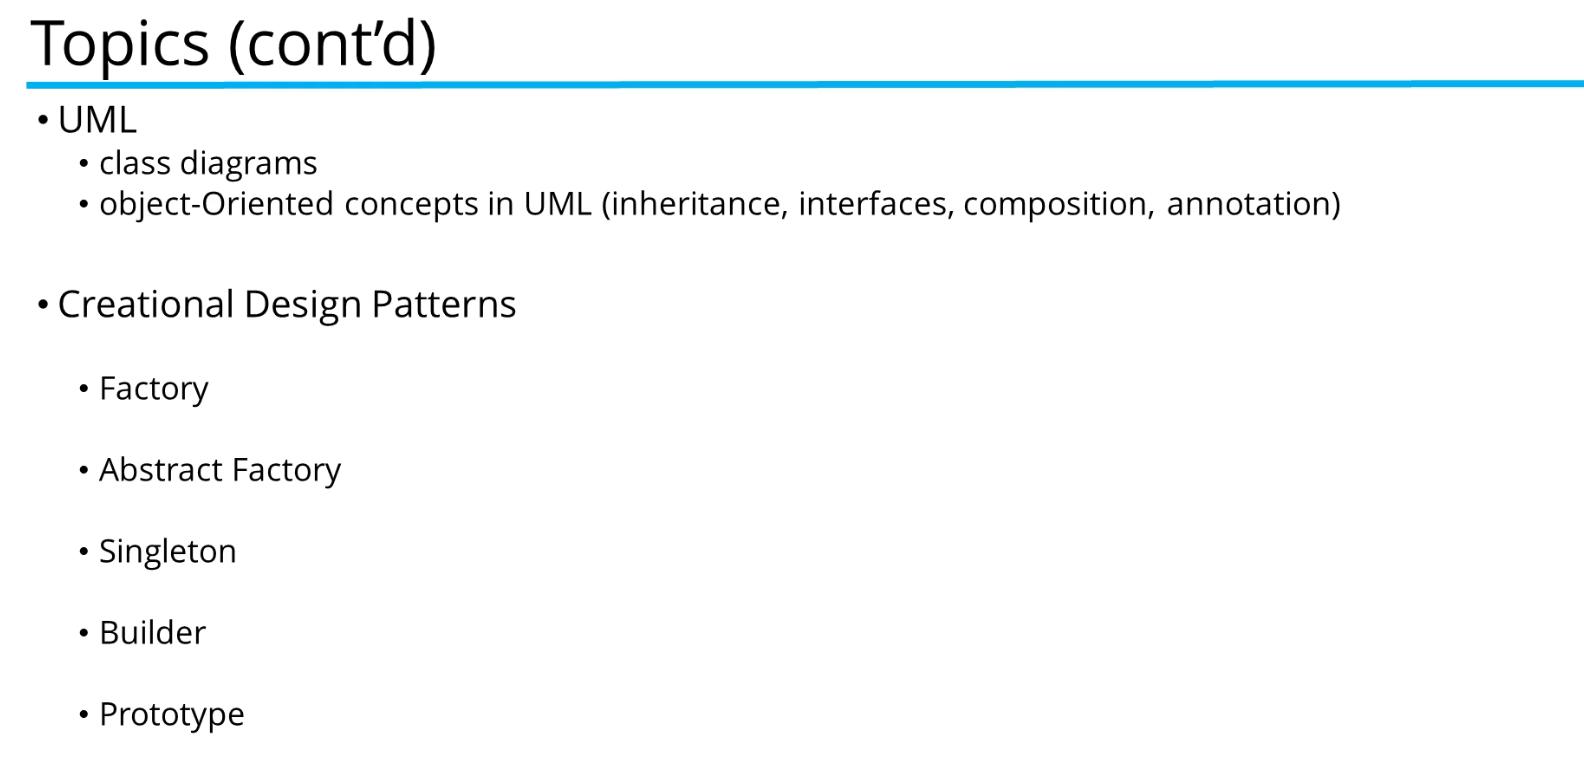 Topics (cont’d)
• UML
• class diagrams
• object-Oriented concepts in UML (inheritance, interfaces, composition, annotation)
• Creational Design Patterns
• Factory
• Abstract Factory
• Singleton
• Builder
• Prototype